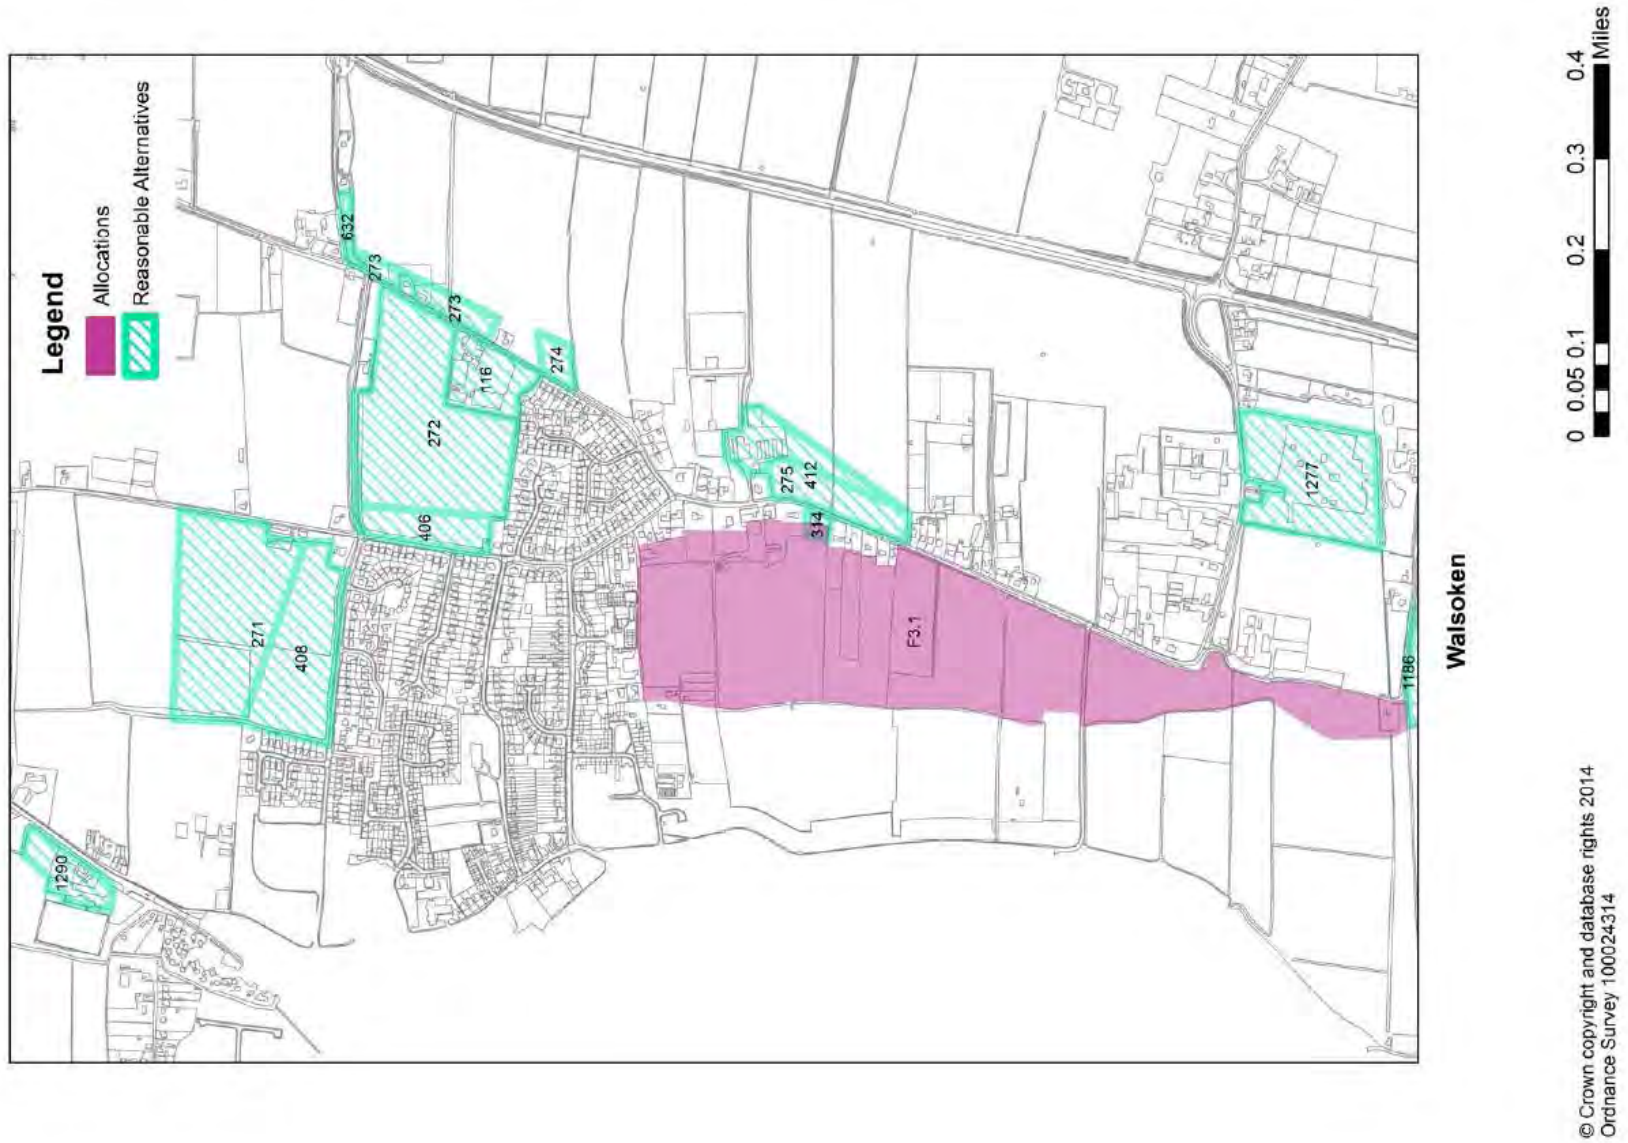 Legend
Allocations
Reasonable Alternatives
632
273
273
116
274
272
406
271
408
1290
275
412
314
F3.1
1277
1186
Walsoken
0 0.05 0.1 0.2 0.3 0.4
Miles
© Crown copyright and database rights 2014
Ordnance Survey 100024314